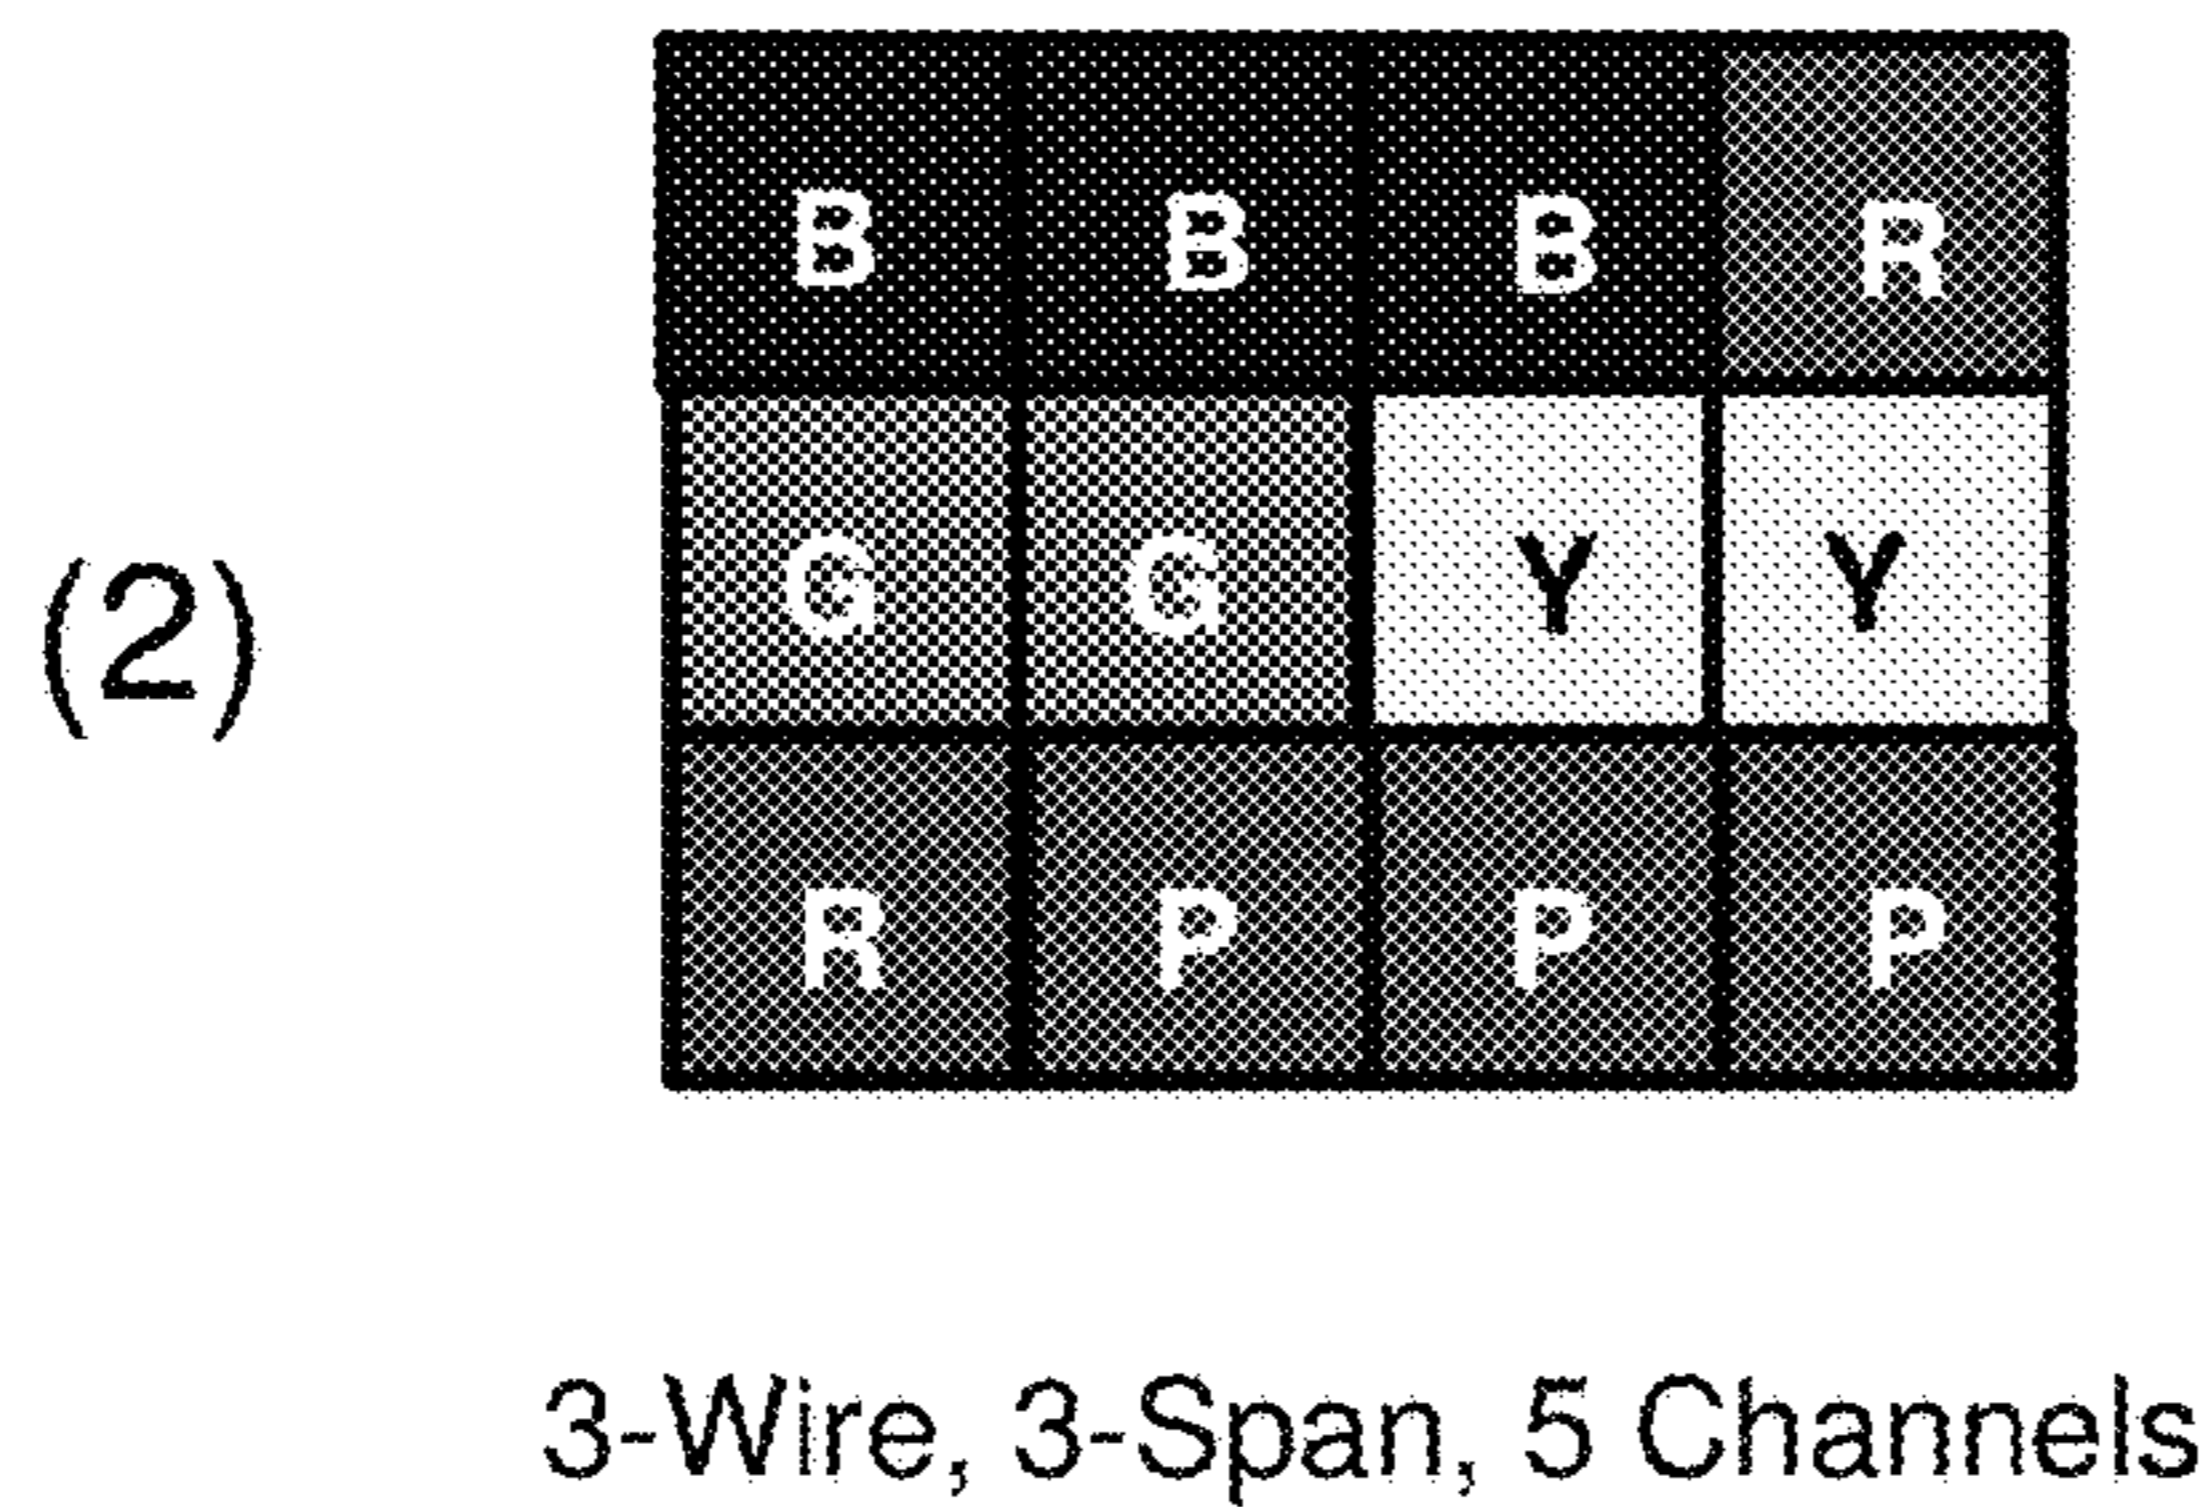 B B B R
G G Y Y
(2)
R P P P
3-Wire, 3-Span, 5 Channels